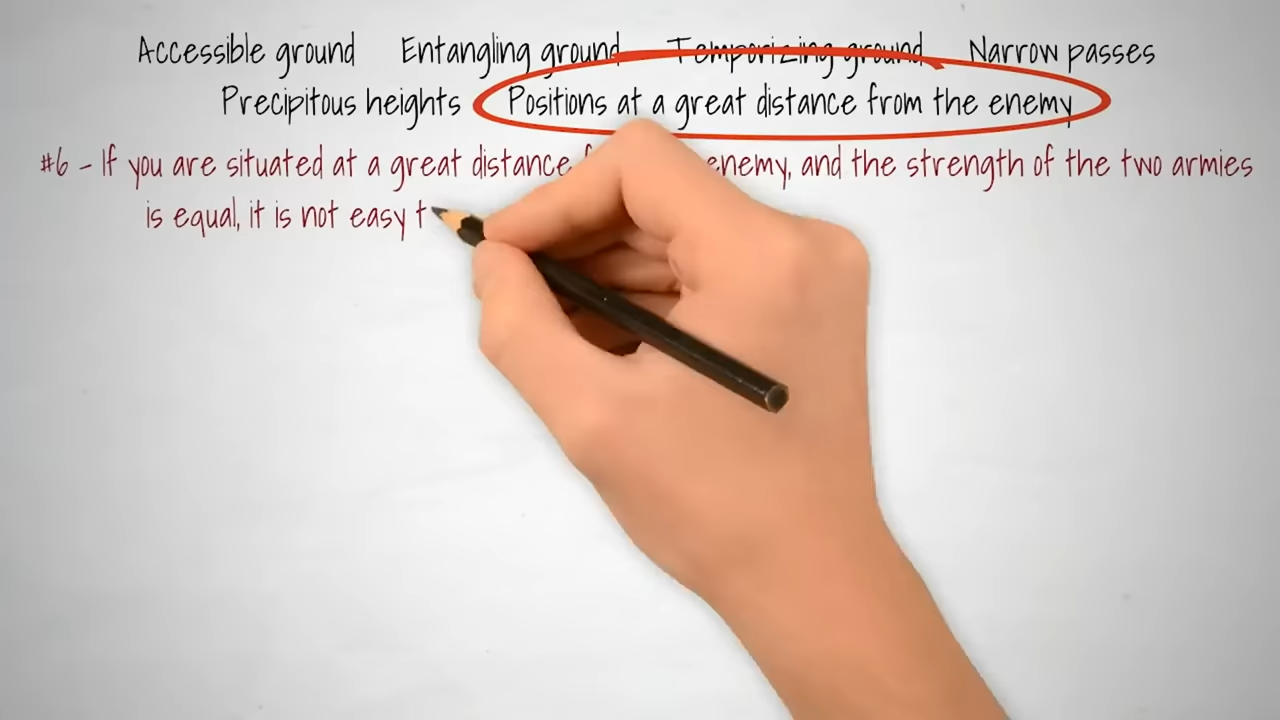 Accessible ground Entangling ground Temporizing ground Narrow passes
Precipitous heights Positions at a great distance from the enemy
#6 - If you are situated at a great distance enemy, and the strength of the two armies
is equal, it is not easy t